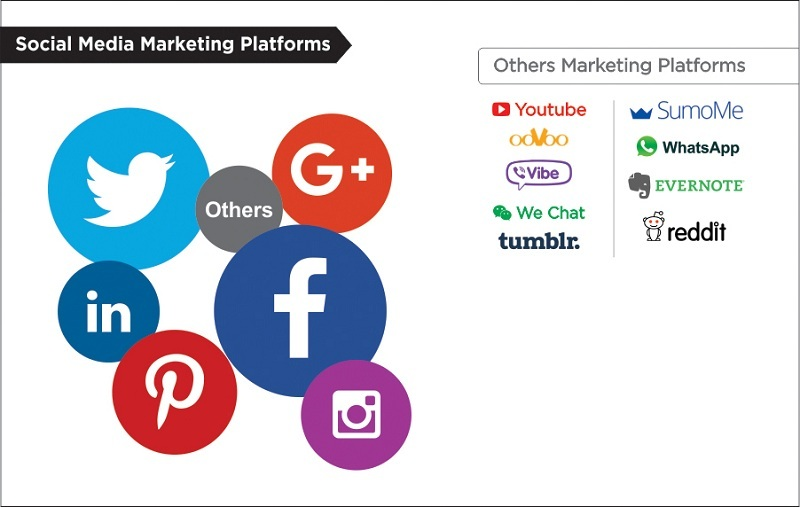 Social Media Marketing Platforms
Others Marketing Platforms
Youtube
ooVoo
Vibe
We Chat
tumblr.
SumoMe
WhatsApp
EVERNOTE
reddit
G+
Others
f
in